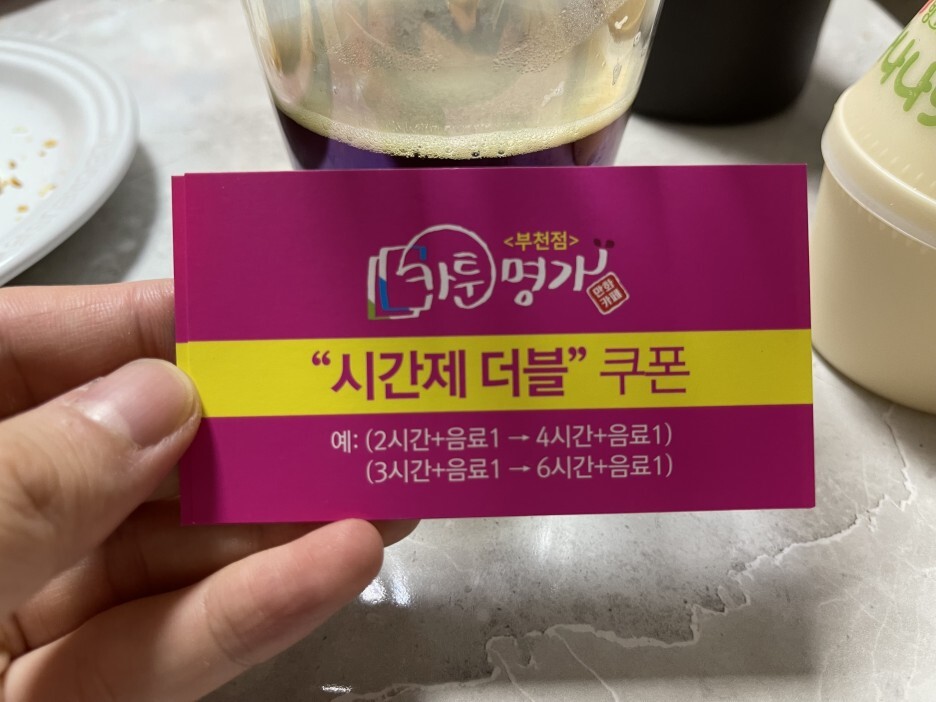 <부천점>
카툰명가
만화
카페
“시간제 더블” 쿠폰
예: (2시간+음료1 → 4시간+음료1)
(3시간+음료1 → 6시간+음료1)